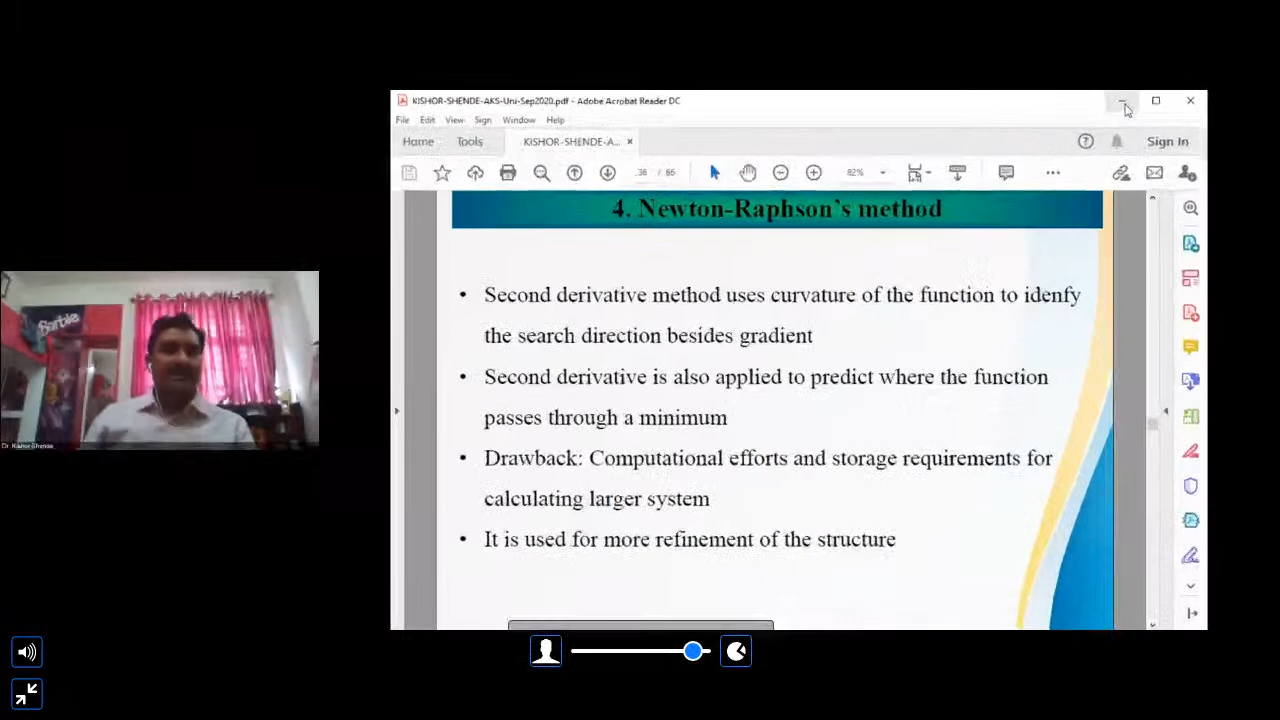 KISHOR-SHENDE-AKS-Uni-Sep2020.pdf - Adobe Acrobat Reader DC
File Edit View Sign Window Help
Home Tools KISHOR-SHENDE-A... × Sign In
36 / 65 82%
4. Newton-Raphson’s method
• Second derivative method uses curvature of the function to idenfy
the search direction besides gradient
• Second derivative is also applied to predict where the function
passes through a minimum
• Drawback: Computational efforts and storage requirements for
calculating larger system
• It is used for more refinement of the structure
Barbie
Dr. Kishor Shende